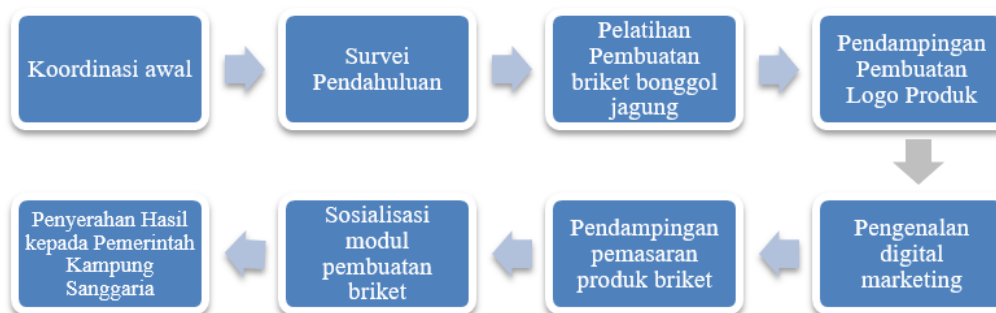 Koordinasi awal
Survei
Pendahuluan
Pelatihan
Pembuatan
briket bonggol
jagung
Pendampingan
Pembuatan
Logo Produk
Pengenalan
digital
marketing
Pendampingan
pemasaran
produk briket
Sosialisasi
modul
pembuatan
briket
Penyerahan Hasil
kepada Pemerintah
Kampung
Sanggaria